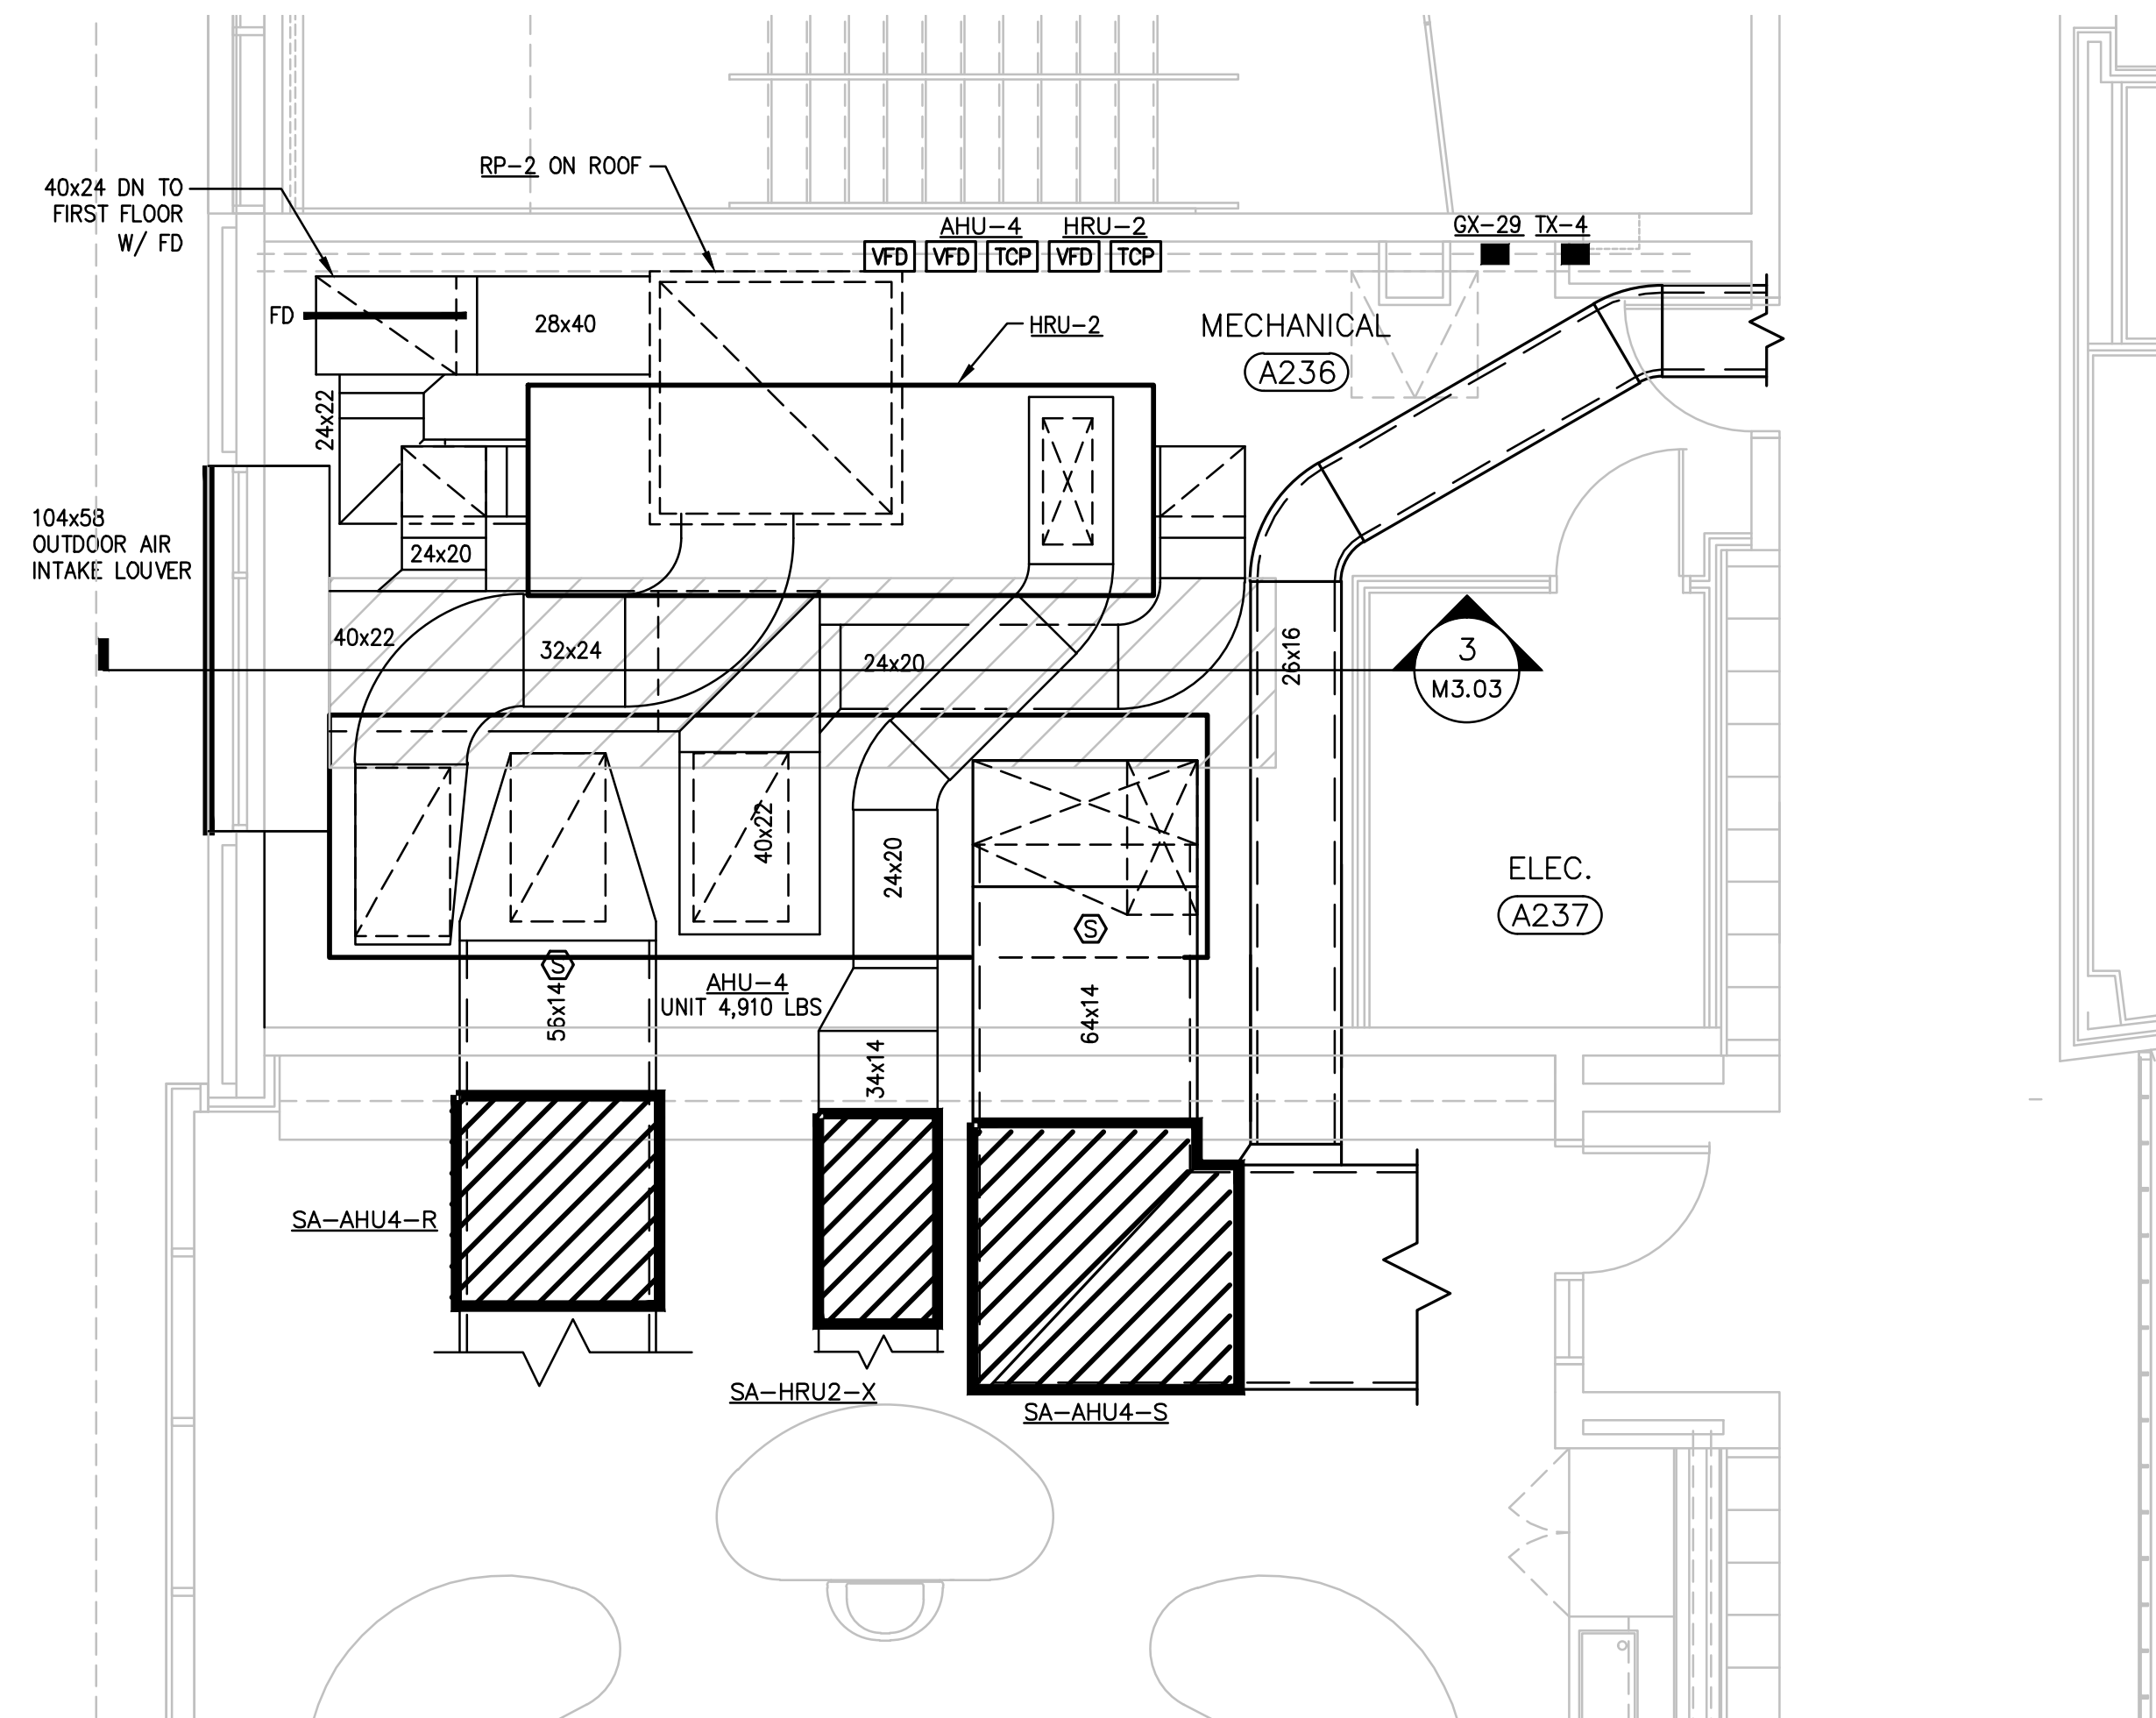 RP-2 ON ROOF
40x24 DN TO
FIRST FLOOR
W/ FD
AHU-4
HRU-2
GX-29
TX-4
VFD
VFD
TCP
VFD
TCP
FD
28x40
HRU-2
MECHANICAL
A236
24x22
104x58
OUTDOOR AIR
INTAKE LOUVER
24x20
40x22
32x24
24x20
26x16
3
M3.03
40x22
24x20
ELEC.
A237
S
S
56x14
AHU-4
UNIT 4,910 LBS
64x14
34x14
SA-AHU4-R
SA-HRU2-X
SA-AHU4-S